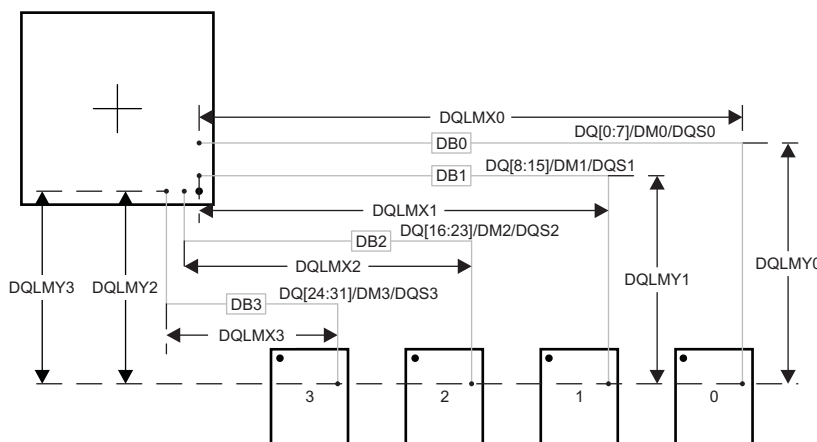 DQLMX0
DQ[0:7]/DM0/DQS0
DB0
DQ[8:15]/DM1/DQS1
DB1
DQLMX1
DQ[16:23]/DM2/DQS2
DB2
DQLMX2
DQLMY1
DQLMY0
DQLMY3
DQLMY2
DQ[24:31]/DM3/DQS3
DB3
DQLMX3
3
2
1
0